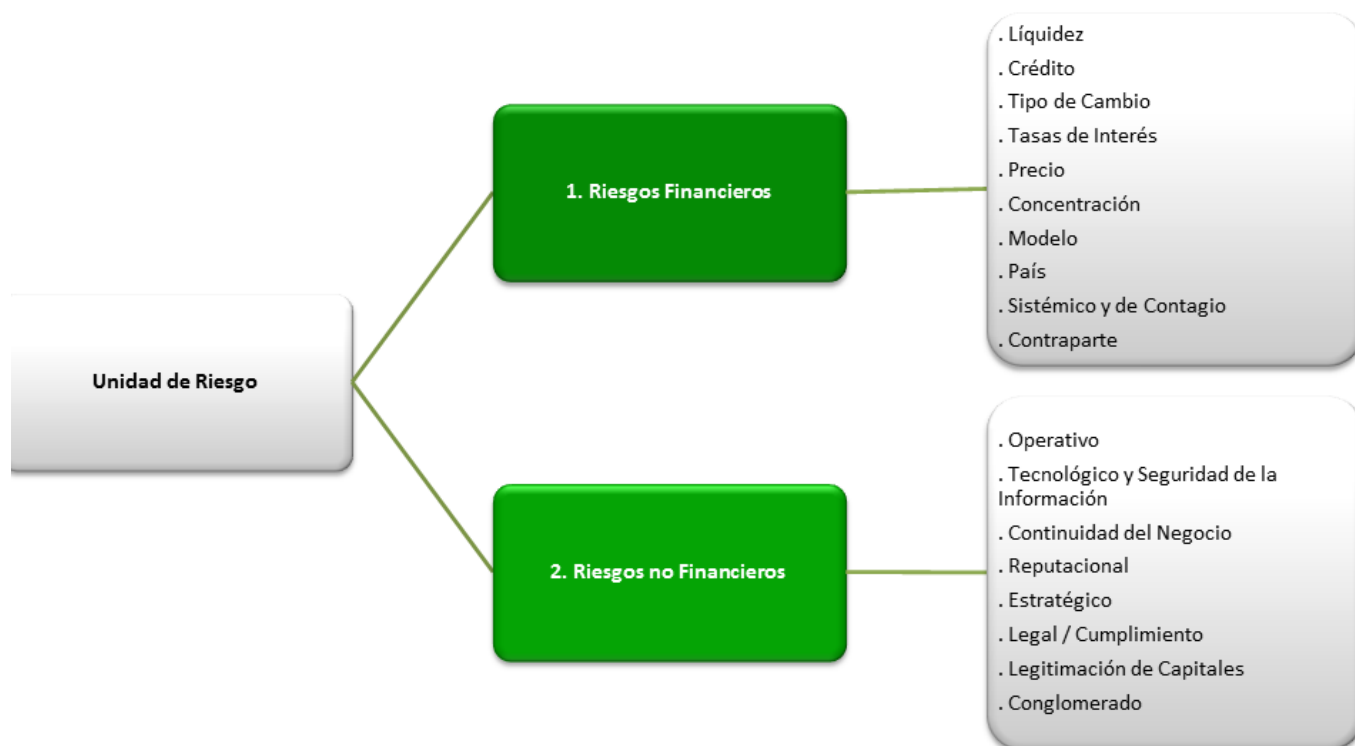 Unidad de Riesgo
1. Riesgos Financieros
. Líquidez
. Crédito
. Tipo de Cambio
. Tasas de Interés
. Precio
. Concentración
. Modelo
. País
. Sistémico y de Contagio
. Contraparte
2. Riesgos no Financieros
. Operativo
. Tecnológico y Seguridad de la
Información
. Continuidad del Negocio
. Reputacional
. Estratégico
. Legal / Cumplimiento
. Legitimación de Capitales
. Conglomerado